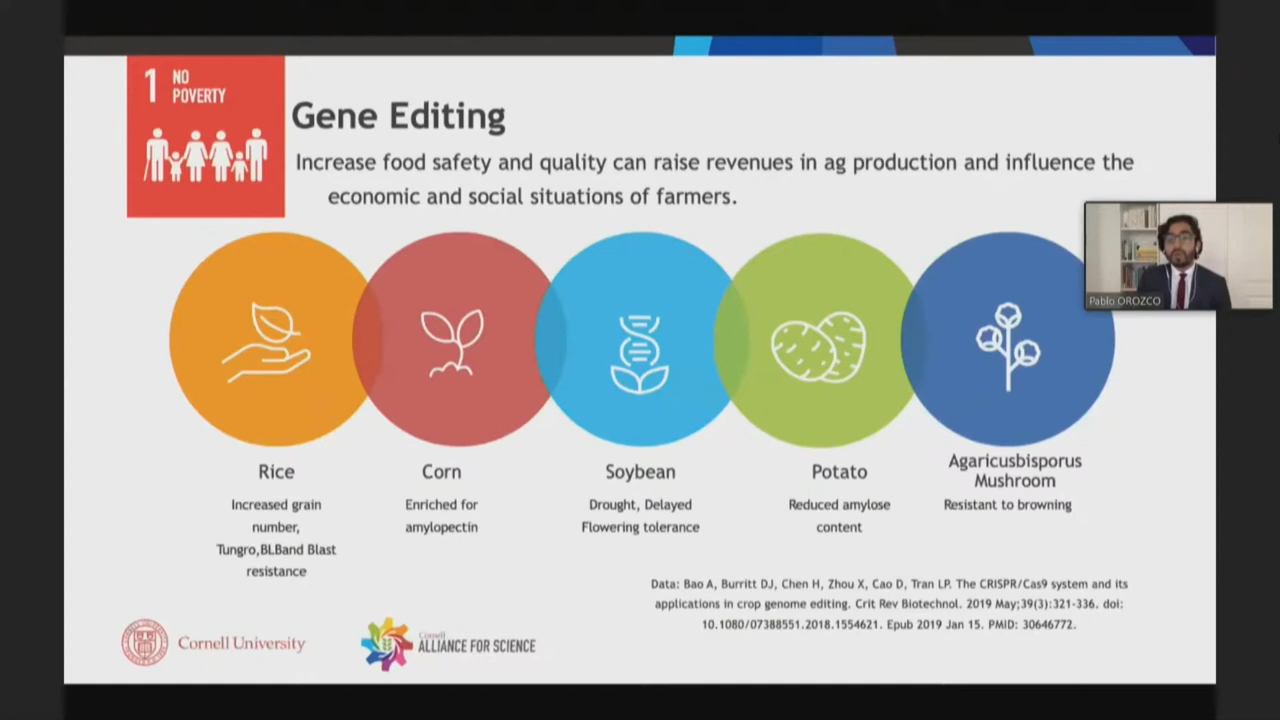 1 NO
POVERTY
Gene Editing
Increase food safety and quality can raise revenues in ag production and influence the
economic and social situations of farmers.
Pablo OROZCO
Rice
Increased grain
number,
Tungro,BLBand Blast
resistance
Corn
Enriched for
amylopectin
Soybean
Drought, Delayed
Flowering tolerance
Potato
Reduced amylose
content
Agaricusbisporus
Mushroom
Resistant to browning
Data: Bao A, Burritt DJ, Chen H, Zhou X, Cao D, Tran LP. The CRISPR/Cas9 system and its
applications in crop genome editing. Crit Rev Biotechnol. 2019 May;39(3):321-336. doi:
10.1080/07388551.2018.1554621. Epub 2019 Jan 15. PMID: 30646772.
Cornell University
Cornell
ALLIANCE FOR SCIENCE